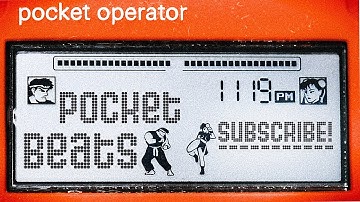 pocket operator
1119 PM
Pocket
SUBSCRIBE!
Beats